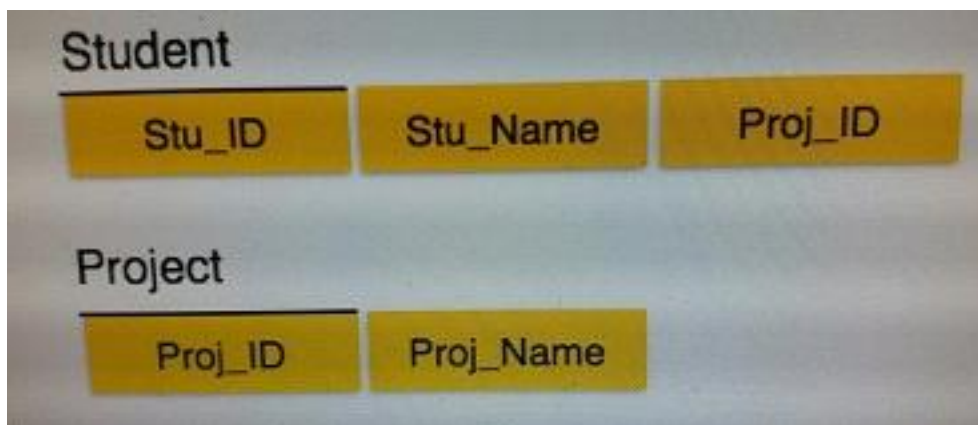 Student
Stu_ID Stu_Name Proj_ID
Project
Proj_ID Proj_Name